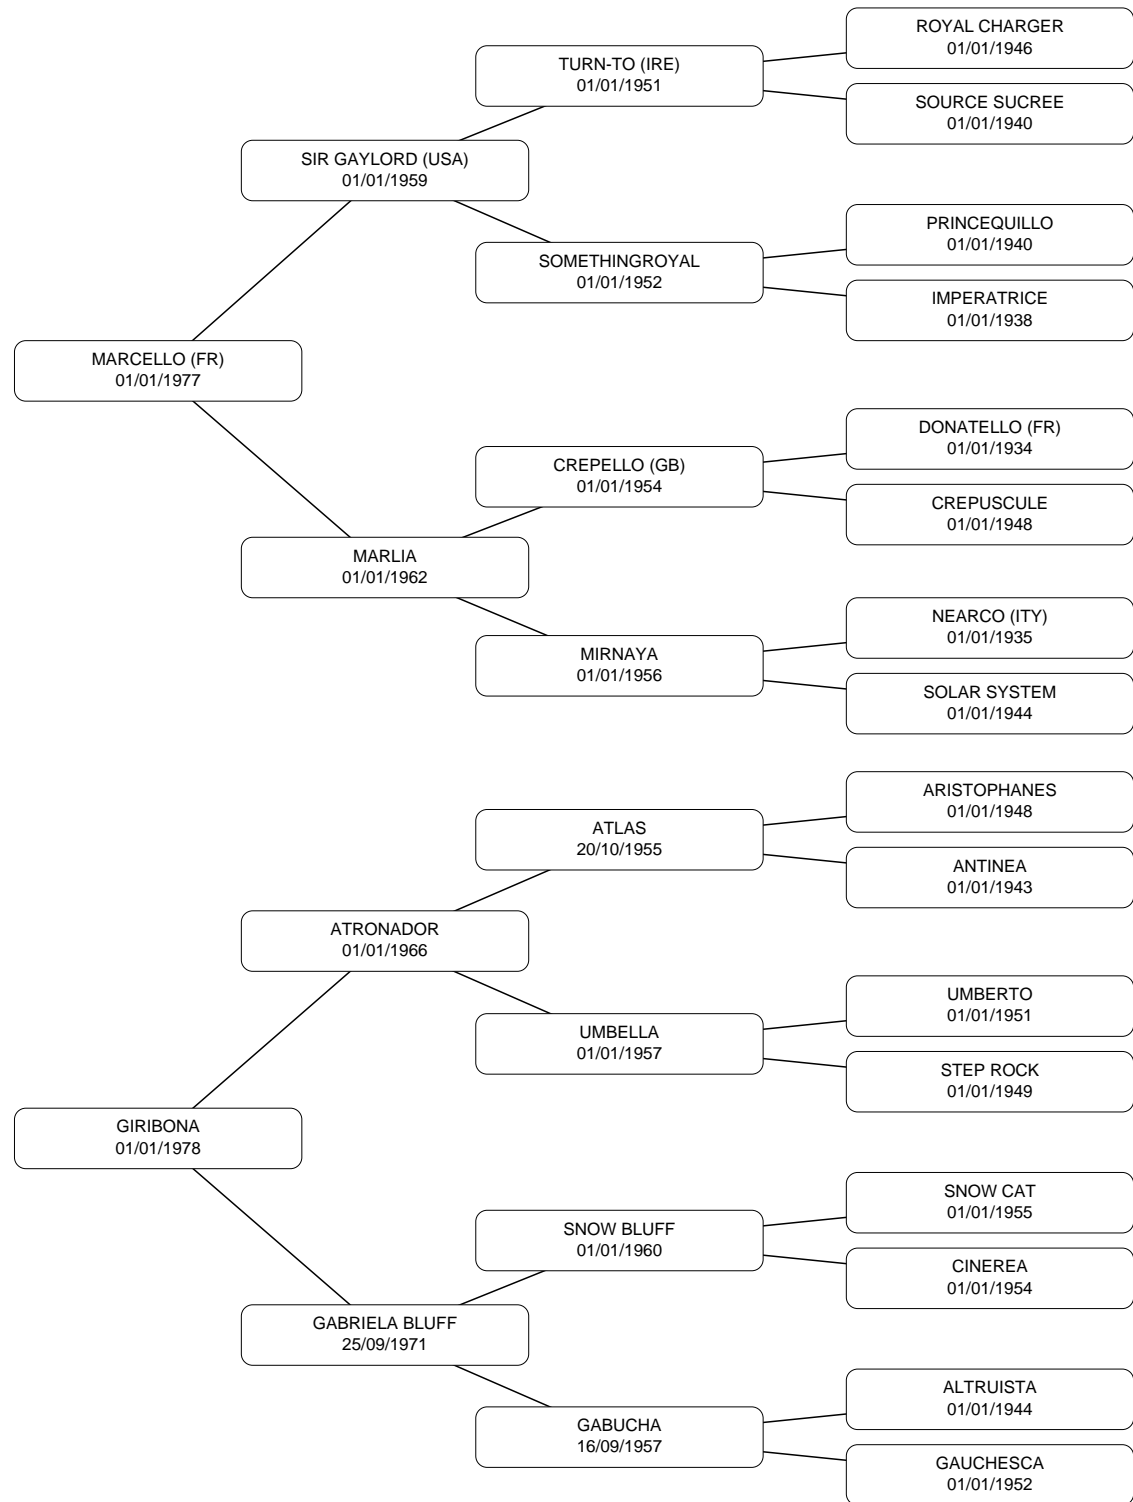 ROYAL CHARGER
01/01/1946
TURN-TO (IRE)
01/01/1951
SOURCE SUCREE
01/01/1940
SIR GAYLORD (USA)
01/01/1959
PRINCEQUILLO
01/01/1940
SOMETHINGROYAL
01/01/1952
IMPERATRICE
01/01/1938
MARCELLO (FR)
01/01/1977
DONATELLO (FR)
01/01/1934
CREPELLO (GB)
01/01/1954
CREPUSCULE
01/01/1948
MARLIA
01/01/1962
NEARCO (ITY)
01/01/1935
MIRNAYA
01/01/1956
SOLAR SYSTEM
01/01/1944
ARISTOPHANES
01/01/1948
ATLAS
20/10/1955
ANTINEA
01/01/1943
ATRONADOR
01/01/1966
UMBERTO
01/01/1951
UMBELLA
01/01/1957
STEP ROCK
01/01/1949
GIRIBONA
01/01/1978
SNOW CAT
01/01/1955
SNOW BLUFF
01/01/1960
CINEREA
01/01/1954
GABRIELA BLUFF
25/09/1971
ALTRUISTA
01/01/1944
GABUCHA
16/09/1957
GAUCHESCA
01/01/1952